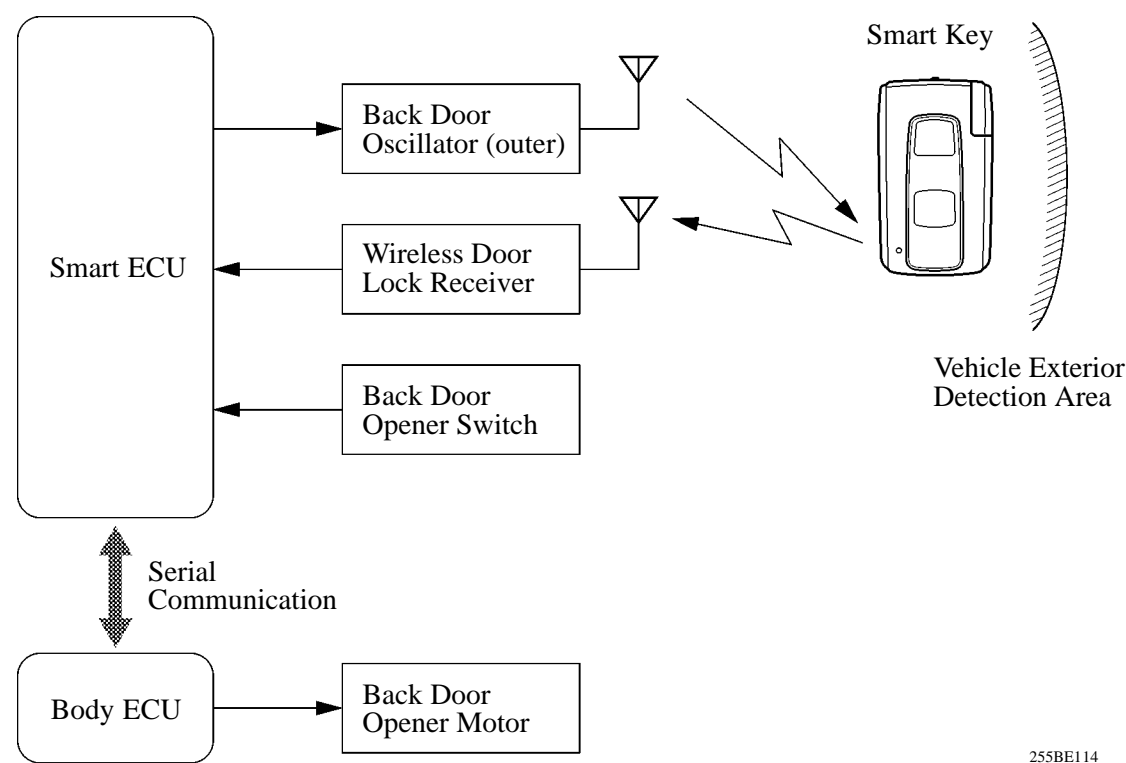 Smart Key
Back Door
Oscillator (outer)
Smart ECU
Wireless Door
Lock Receiver
Back Door
Opener Switch
Vehicle Exterior
Detection Area
Serial
Communication
Body ECU
Back Door
Opener Motor
255BE114